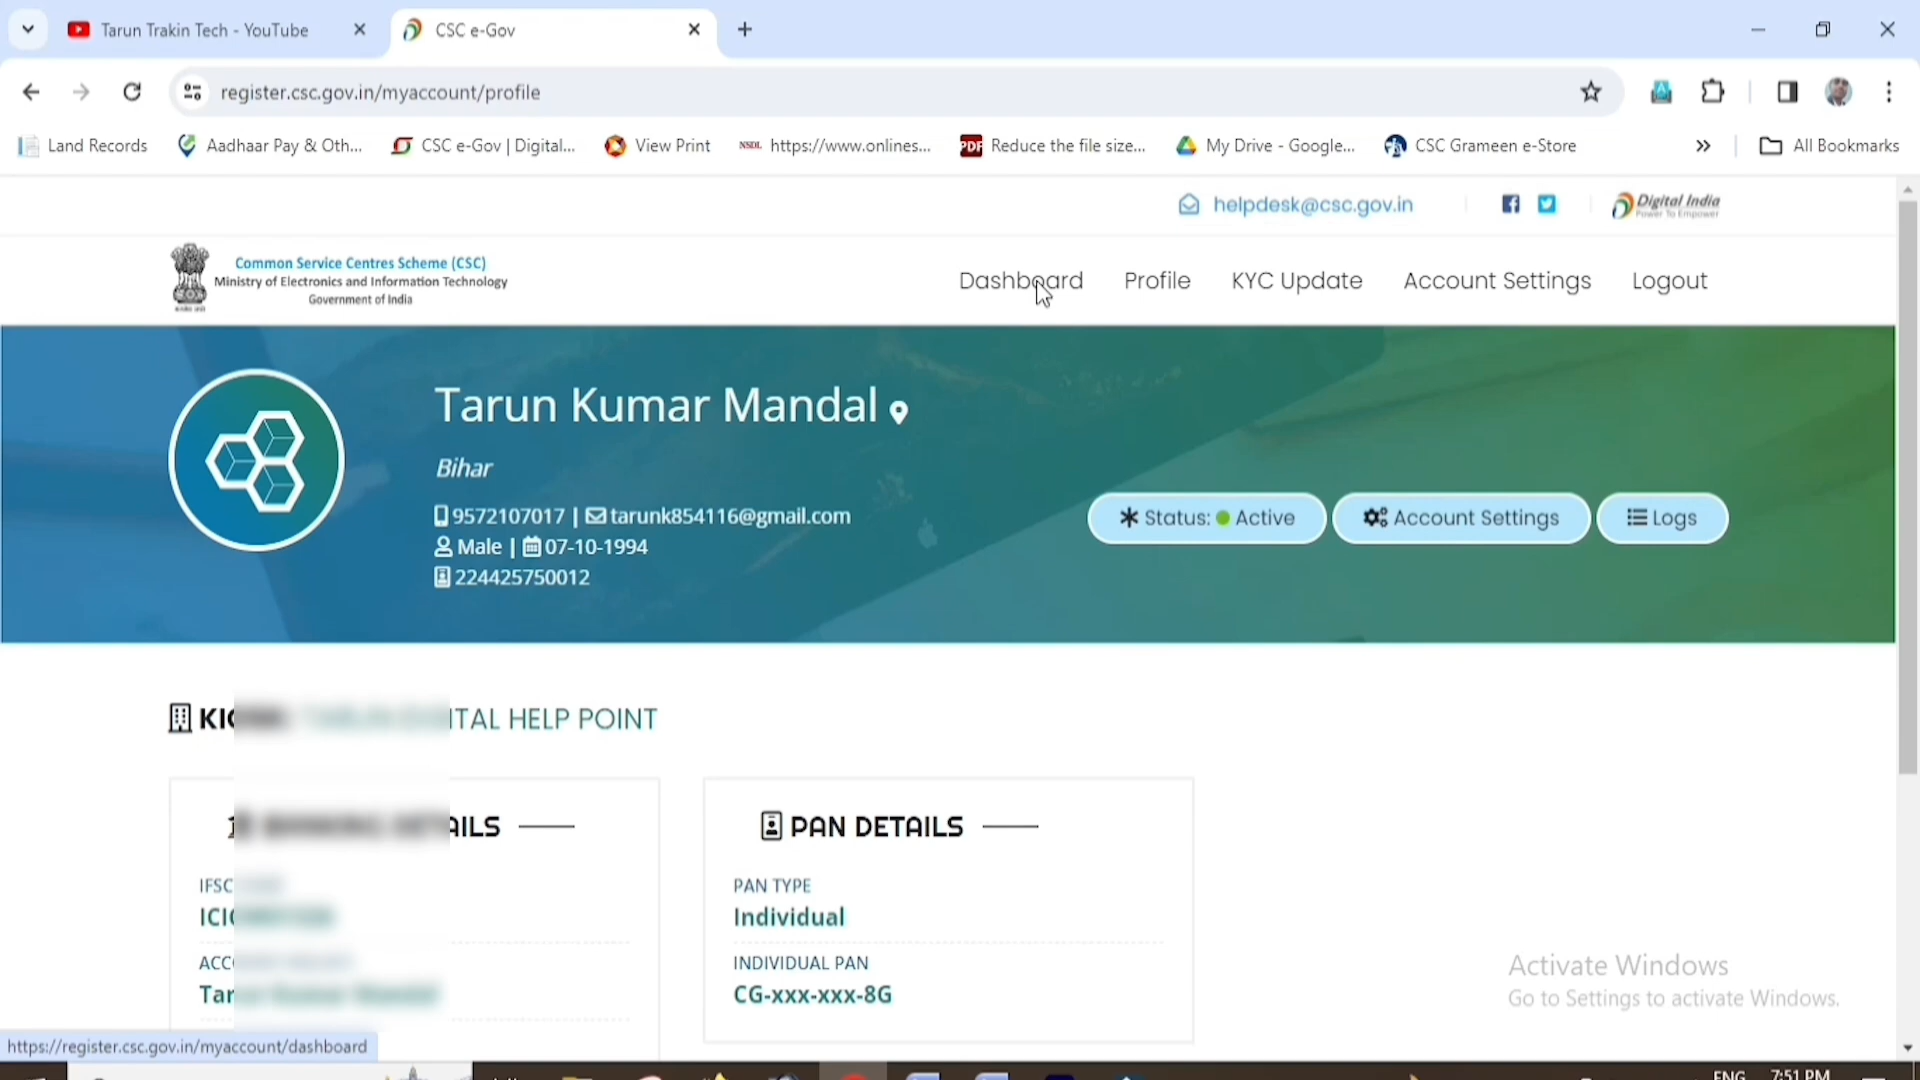 Tarun Trakin Tech - YouTube
CSC e-Gov
register.csc.gov.in/myaccount/profile
Land Records
Aadhaar Pay & Oth...
CSC e-Gov | Digital...
View Print
NSDL https://www.onlines...
PDF Reduce the file size...
My Drive - Google...
CSC Grameen e-Store
All Bookmarks
helpdesk@csc.gov.in
Digital India
Power To Empower
Common Service Centres Scheme (CSC)
Ministry of Electronics and Information Technology
Government of India
Dashboard
Profile
KYC Update
Account Settings
Logout
Tarun Kumar Mandal
Bihar
9572107017 | tarunk854116@gmail.com
Male | 07-10-1994
224425750012
Status: Active
Account Settings
Logs
HELP POINT
PAN DETAILS
IFSC
PAN TYPE
Individual
INDIVIDUAL PAN
CG-xxx-xxx-8G
Activate Windows
Go to Settings to activate Windows.
https://register.csc.gov.in/myaccount/dashboard
ENG
7:51 PM